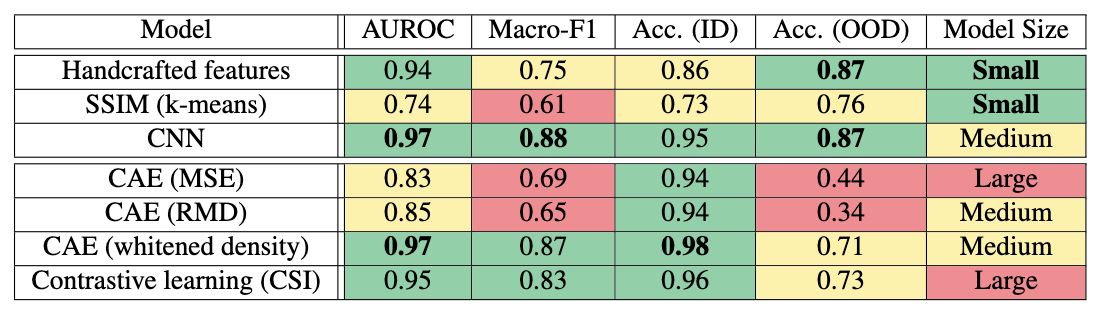 Model AUROC Macro-F1 Acc. (ID) Acc. (OOD) Model Size
Handcrafted features 0.94 0.75 0.86 0.87 Small
SSIM (k-means) 0.74 0.61 0.73 0.76 Small
CNN 0.97 0.88 0.95 0.87 Medium
CAE (MSE) 0.83 0.69 0.94 0.44 Large
CAE (RMD) 0.85 0.65 0.94 0.34 Medium
CAE (whitened density) 0.97 0.87 0.98 0.71 Medium
Contrastive learning (CSI) 0.95 0.83 0.96 0.73 Large